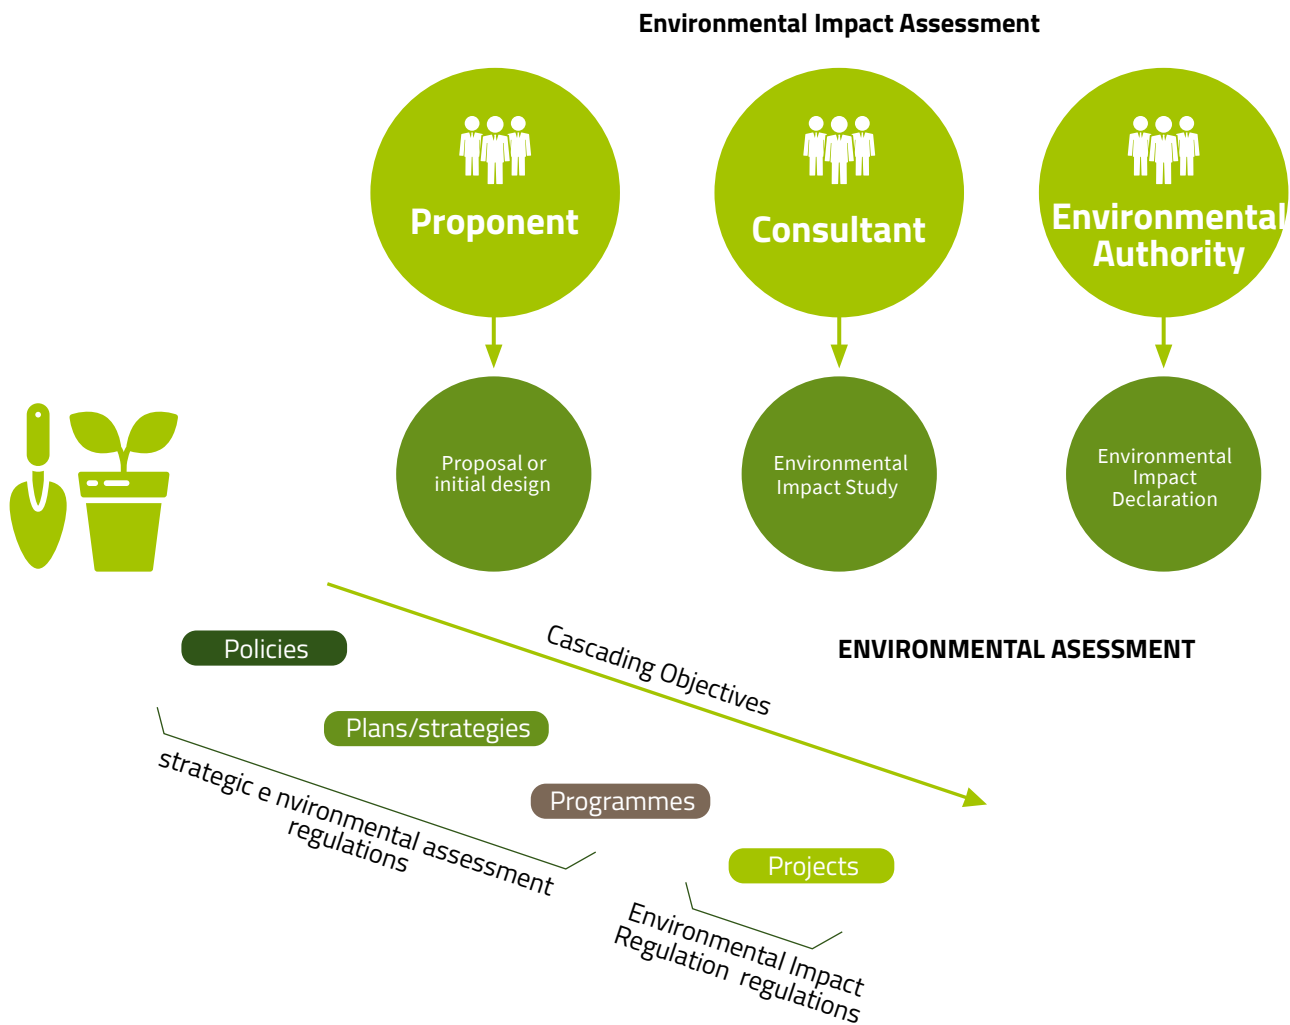 Environmental Impact Assessment
Proponent
Consultant
Environmental
Authority
Proposal or
initial design
Environmental
Impact Study
Environmental
Impact
Declaration
Cascading Objectives
ENVIRONMENTAL ASESSMENT
Policies
Plans/strategies
Programmes
Projects
strategic e nvironmental assessment
regulations
Environmental Impact
Regulation regulations